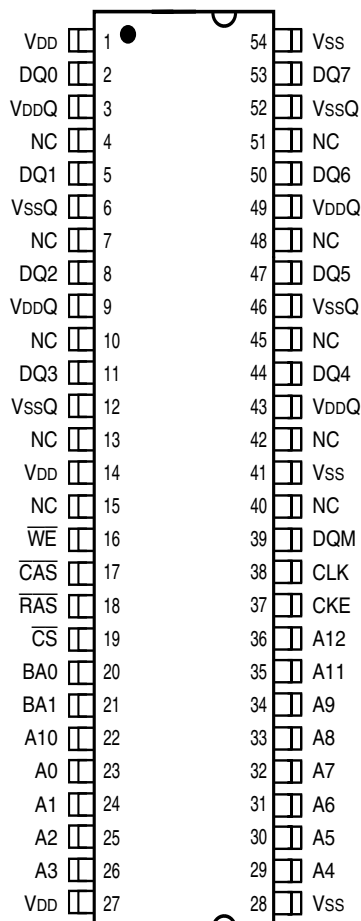 VDD 1 54 VSS
DQ0 2 53 DQ7
VDDQ 3 52 VSSQ
NC 4 51 NC
DQ1 5 50 DQ6
VSSQ 6 49 VDDQ
NC 7 48 NC
DQ2 8 47 DQ5
VDDQ 9 46 VSSQ
NC 10 45 NC
DQ3 11 44 DQ4
VSSQ 12 43 VDDQ
NC 13 42 NC
VDD 14 41 VSS
NC 15 40 NC
W̅E̅ 16 39 DQM
C̅A̅S̅ 17 38 CLK
R̅A̅S̅ 18 37 CKE
C̅S̅ 19 36 A12
BA0 20 35 A11
BA1 21 34 A9
A10 22 33 A8
A0 23 32 A7
A1 24 31 A6
A2 25 30 A5
A3 26 29 A4
VDD 27 28 VSS